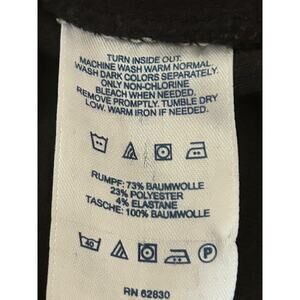 TURN INSIDE OUT.
MACHINE WASH WARM NORMAL.
WASH DARK COLORS SEPARATELY.
ONLY NON-CHLORINE
BLEACH WHEN NEEDED.
REMOVE PROMPTLY. TUMBLE DRY
LOW. WARM IRON IF NEEDED.
RUMPF: 73% BAUMWOLLE
23% POLYESTER
4% ELASTANE
TASCHE: 100% BAUMWOLLE
40
P
RN 62830